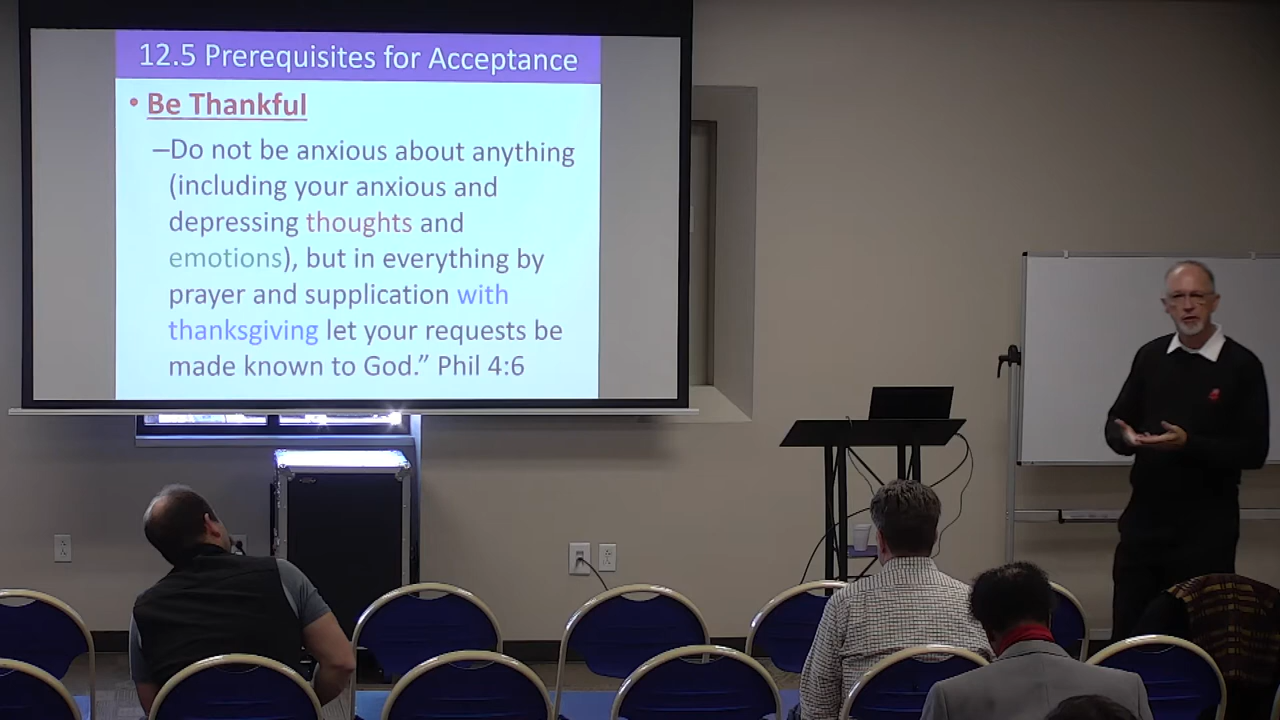 12.5 Prerequisites for Acceptance
• Be Thankful
–Do not be anxious about anything
(including your anxious and
depressing thoughts and
emotions), but in everything by
prayer and supplication with
thanksgiving let your requests be
made known to God.” Phil 4:6